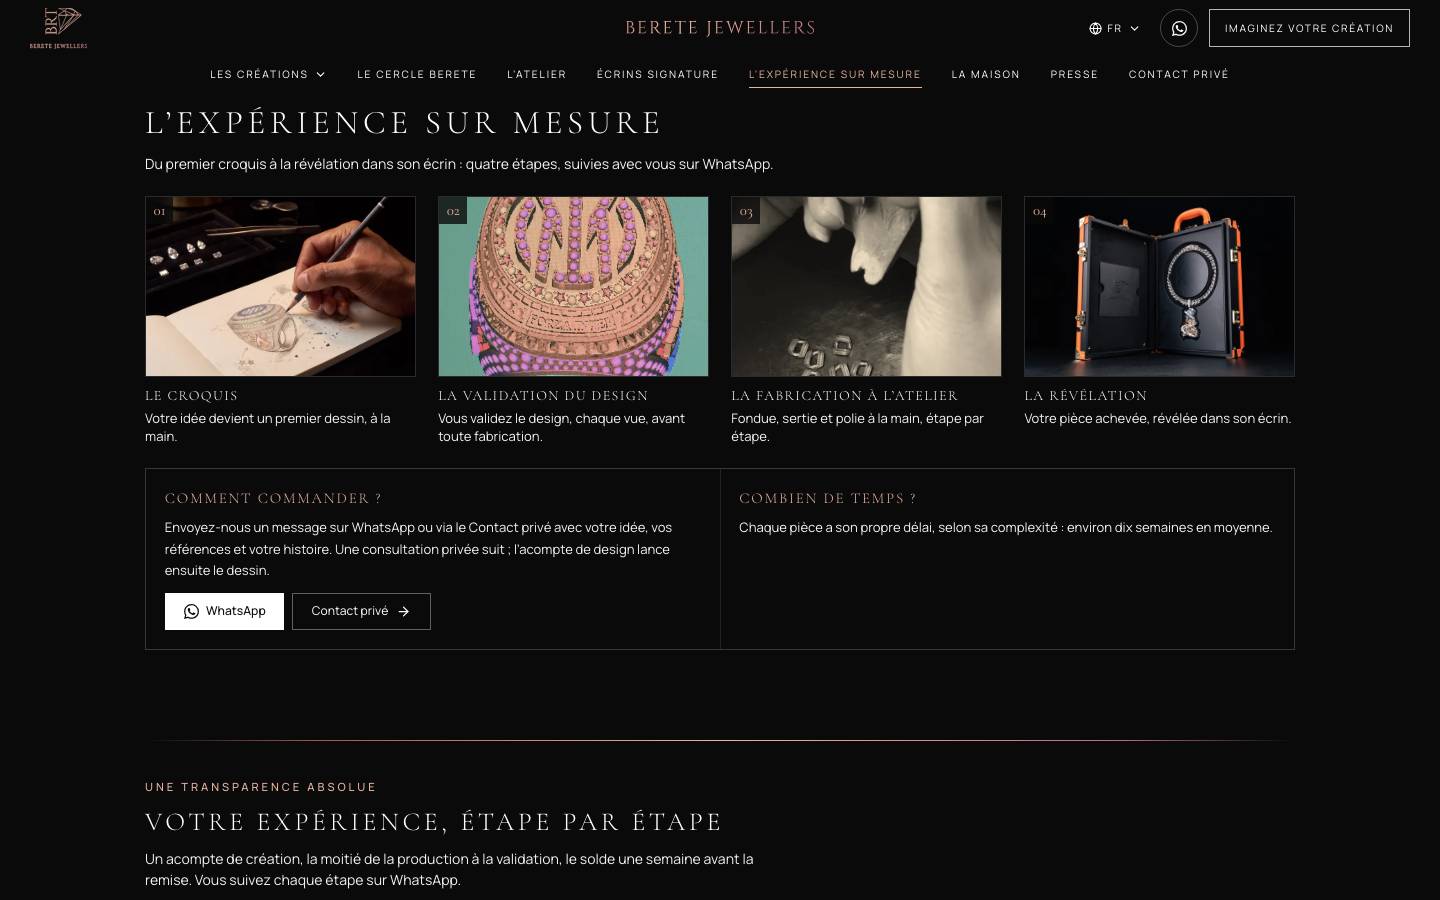 BRT
BERETE JEWELLERS
BERETE JEWELLERS
FR
IMAGINEZ VOTRE CRÉATION
LES CRÉATIONS
LE CERCLE BERETE
L'ATELIER
ÉCRINS SIGNATURE
L'EXPÉRIENCE SUR MESURE
LA MAISON
PRESSE
CONTACT PRIVÉ
L’EXPÉRIENCE SUR MESURE
Du premier croquis à la révélation dans son écrin : quatre étapes, suivies avec vous sur WhatsApp.
01
02
03
04
LE CROQUIS
Votre idée devient un premier dessin, à la
main.
LA VALIDATION DU DESIGN
Vous validez le design, chaque vue, avant
toute fabrication.
LA FABRICATION À L’ATELIER
Fondue, sertie et polie à la main, étape par
étape.
LA RÉVÉLATION
Votre pièce achevée, révélée dans son écrin.
COMMENT COMMANDER ?
Envoyez-nous un message sur WhatsApp ou via le Contact privé avec votre idée, vos
références et votre histoire. Une consultation privée suit ; l'acompte de design lance
ensuite le dessin.
WhatsApp
Contact privé
COMBIEN DE TEMPS ?
Chaque pièce a son propre délai, selon sa complexité : environ dix semaines en moyenne.
UNE TRANSPARENCE ABSOLUE
VOTRE EXPÉRIENCE, ÉTAPE PAR ÉTAPE
Un acompte de création, la moitié de la production à la validation, le solde une semaine avant la
remise. Vous suivez chaque étape sur WhatsApp.